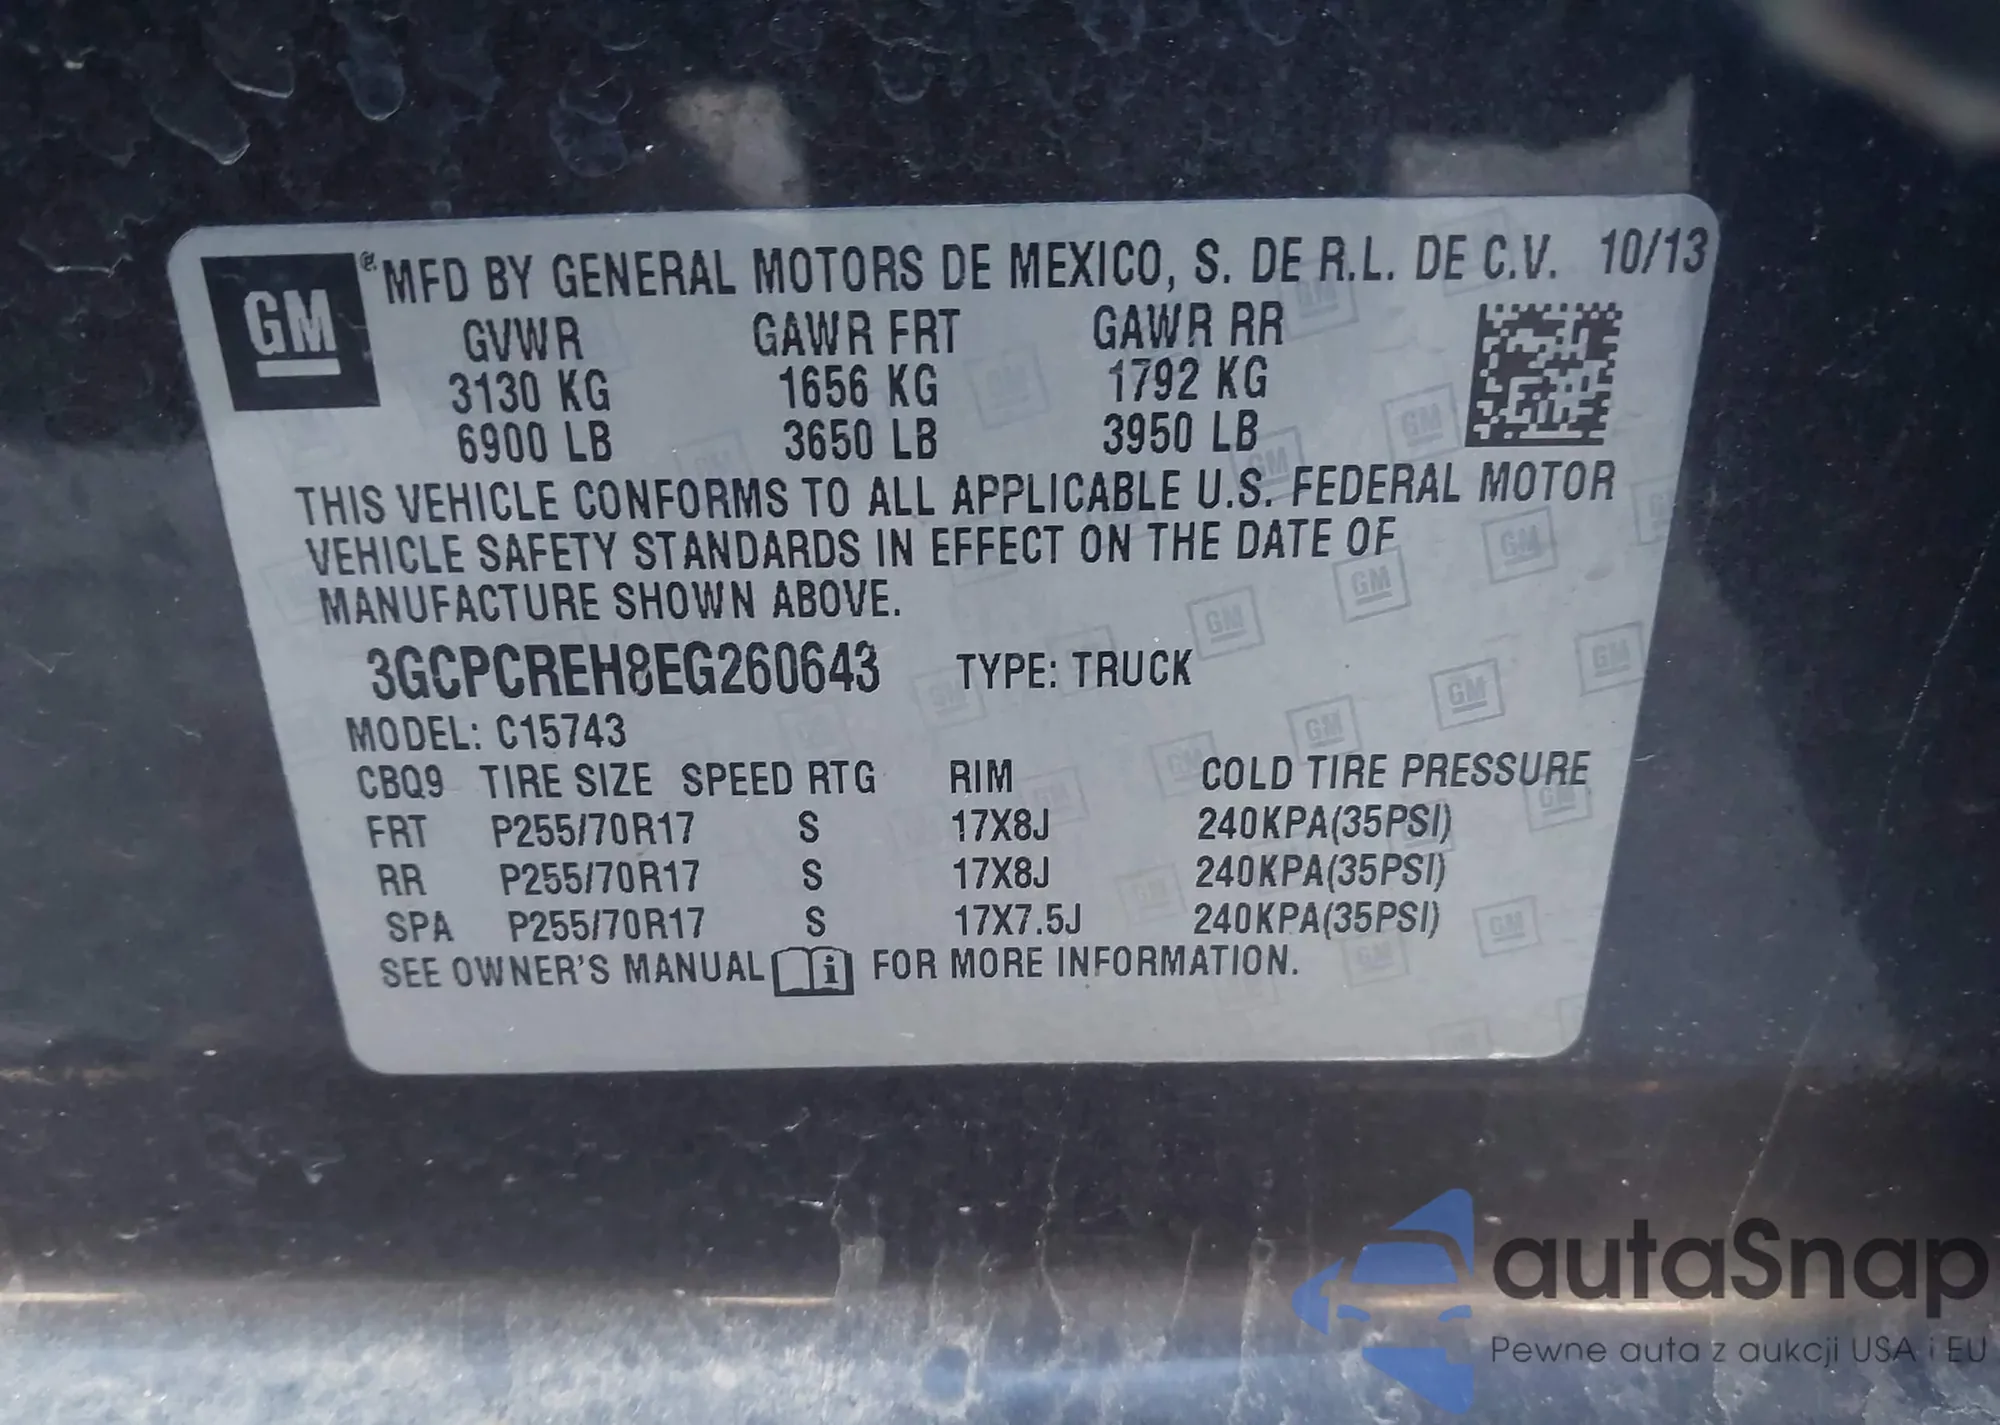 GM
®
MFD BY GENERAL MOTORS DE MEXICO, S. DE R.L. DE C.V. 10/13
GVWR GAWR FRT GAWR RR
3130 KG 1656 KG 1792 KG
6900 LB 3650 LB 3950 LB
THIS VEHICLE CONFORMS TO ALL APPLICABLE U.S. FEDERAL MOTOR
VEHICLE SAFETY STANDARDS IN EFFECT ON THE DATE OF
MANUFACTURE SHOWN ABOVE.
3GCPCREH8EG260643 TYPE: TRUCK
MODEL: C15743
CBQ9 TIRE SIZE SPEED RTG RIM COLD TIRE PRESSURE
FRT P255/70R17 S 17X8J 240KPA(35PSI)
RR P255/70R17 S 17X8J 240KPA(35PSI)
SPA P255/70R17 S 17X7.5J 240KPA(35PSI)
SEE OWNER'S MANUAL i FOR MORE INFORMATION.
autaSnap
Pewne auta z aukcji USA i EU